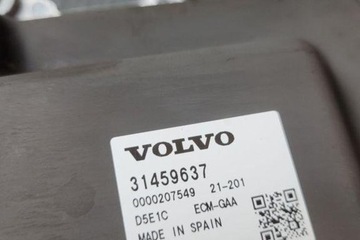 VOLVO
31459637
0000207549 21-201
D5E1C ECM-GAA
MADE IN SPAIN